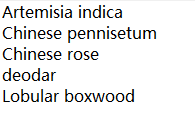 Artemisia indica
Chinese pennisetum
Chinese rose
deodar
Lobular boxwood